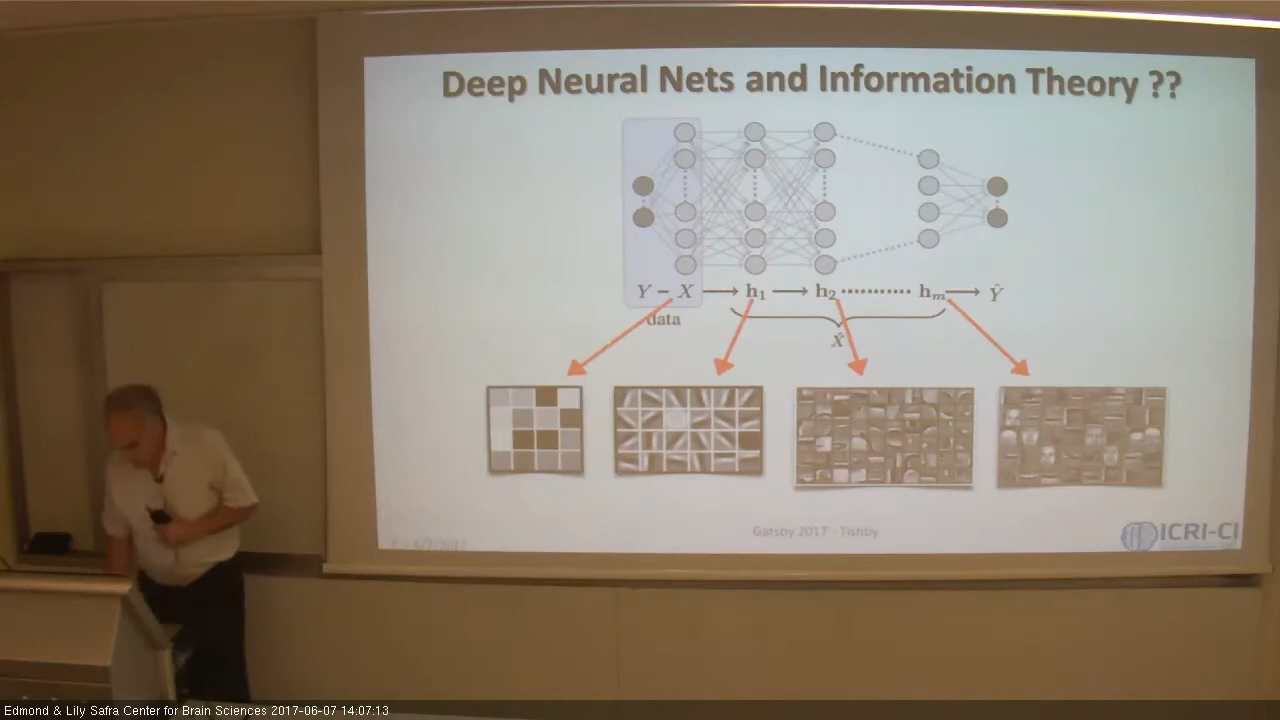 Deep Neural Nets and Information Theory ??
Y – X ⟶ h₁ ⟶ h₂ ........... hₘ ⟶ Ŷ
data
X̂
Gatsby 2017 - Tishby
ICRI-CI
Edmond & Lily Safra Center for Brain Sciences 2017-06-07 14:07:13